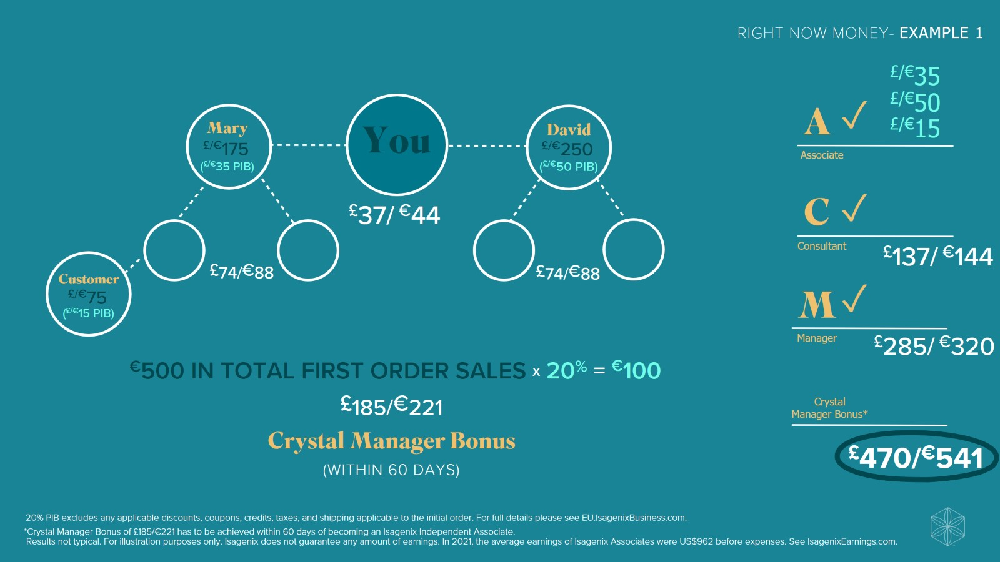 RIGHT NOW MONEY- EXAMPLE 1
£/€35
£/€50
£/€15
A ✓
Associate
Mary
£/€175
(£/€35 PIB)
You
£37/ €44
David
£/€250
(£/€50 PIB)
C ✓
Consultant
£137/ €144
£74/€88
£74/€88
Customer
£/€75
(£/€15 PIB)
M ✓
Manager
£285/ €320
€500 IN TOTAL FIRST ORDER SALES x 20% = €100
£185/€221
Crystal Manager Bonus
(WITHIN 60 DAYS)
Crystal
Manager Bonus*
£470/€541
20% PIB excludes any applicable discounts, coupons, credits, taxes, and shipping applicable to the initial order. For full details please see EU.IsagenixBusiness.com.
*Crystal Manager Bonus of £185/€221 has to be achieved within 60 days of becoming an Isagenix Independent Associate.
Results not typical. For illustration purposes only. Isagenix does not guarantee any amount of earnings. In 2021, the average earnings of Isagenix Associates were US$962 before expenses. See IsagenixEarnings.com.